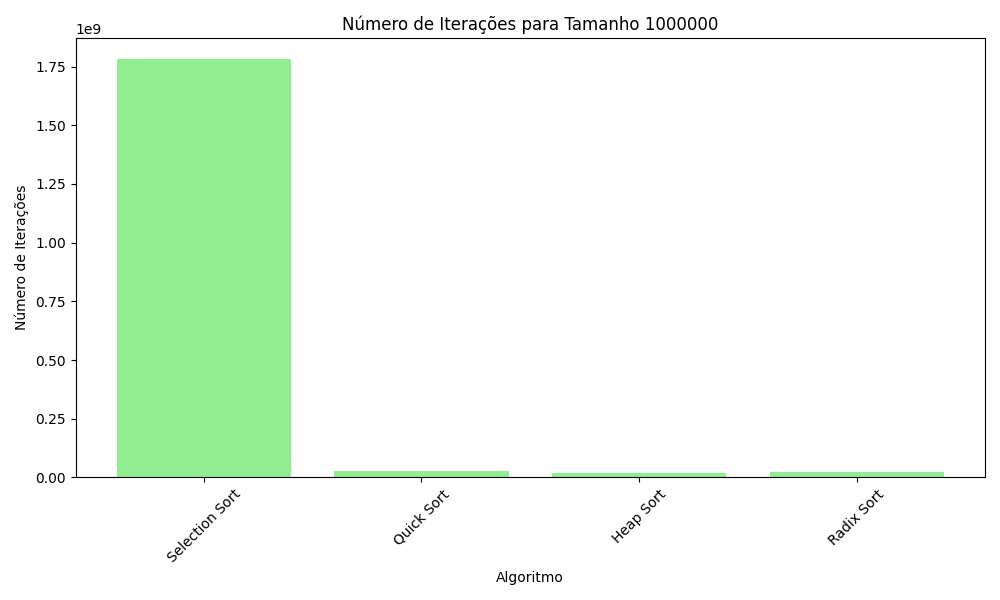 Número de Iterações para Tamanho 1000000
1e9
1.75
1.50
1.25
1.00
0.75
0.50
0.25
0.00
Número de Iterações
Selection Sort
Quick Sort
Heap Sort
Radix Sort
Algoritmo